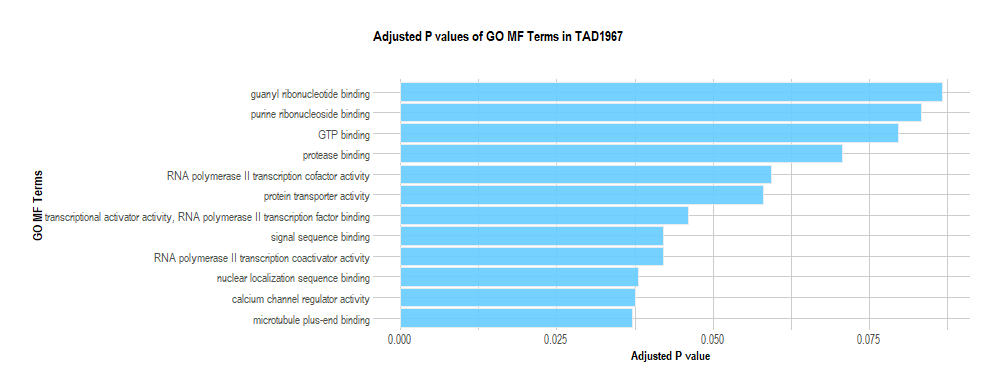 Adjusted P values of GO MF Terms in TAD1967
GO MF Terms
guanyl ribonucleotide binding
purine ribonucleoside binding
GTP binding
protease binding
RNA polymerase II transcription cofactor activity
protein transporter activity
transcriptional activator activity, RNA polymerase II transcription factor binding
signal sequence binding
RNA polymerase II transcription coactivator activity
nuclear localization sequence binding
calcium channel regulator activity
microtubule plus-end binding
0.000 0.025 0.050 0.075
Adjusted P value